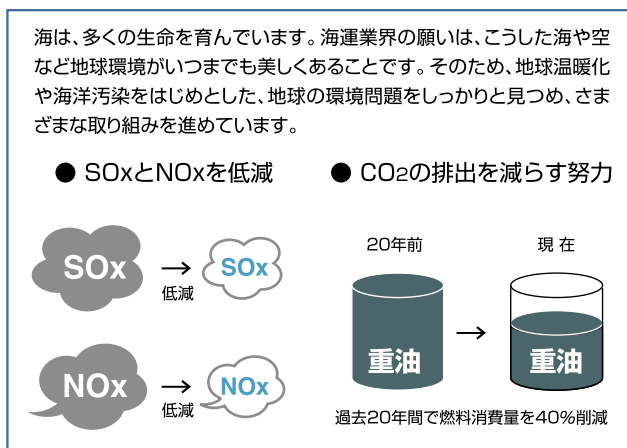 海は、多くの生命を育んでいます。海運業界の願いは、こうした海や空
など地球環境がいつまでも美しくあることです。そのため、地球温暖化
や海洋汚染をはじめとした、地球の環境問題をしっかりと見つめ、さま
ざまな取り組みを進めています。
● SOxとNOxを低減
● CO2の排出を減らす努力
SOx
低減
SOx
NOx
低減
NOx
20年前
現在
重油
重油
過去20年間で燃料消費量を40%削減